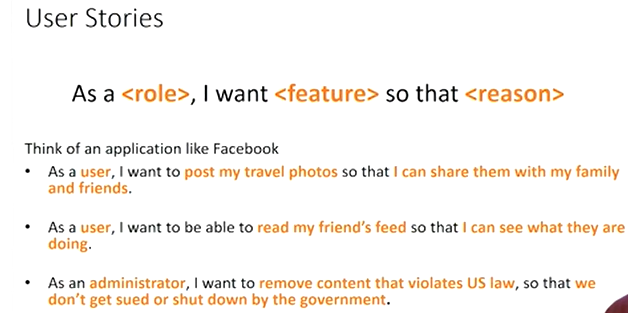 User Stories
As a <role>, I want <feature> so that <reason>
Think of an application like Facebook
• As a user, I want to post my travel photos so that I can share them with my family
and friends.
• As a user, I want to be able to read my friend's feed so that I can see what they are
doing.
• As an administrator, I want to remove content that violates US law, so that we
don't get sued or shut down by the government.